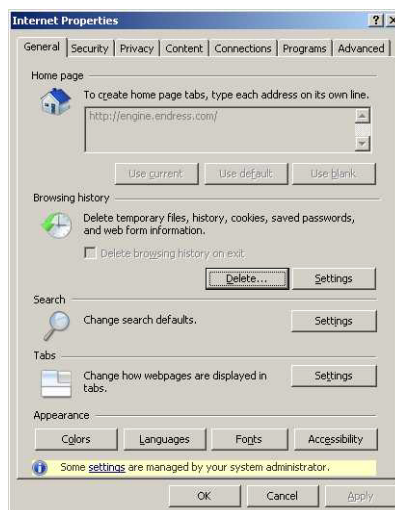 Internet Properties
General Security Privacy Content Connections Programs Advanced
Home page
To create home page tabs, type each address on its own line.
http://engine.endress.com/
Use current Use default Use blank
Browsing history
Delete temporary files, history, cookies, saved passwords,
and web form information.
Delete browsing history on exit
Delete... Settings
Search
Change search defaults. Settings
Tabs
Change how webpages are displayed in Settings
tabs.
Appearance
Colors Languages Fonts Accessibility
Some settings are managed by your system administrator.
OK Cancel Apply